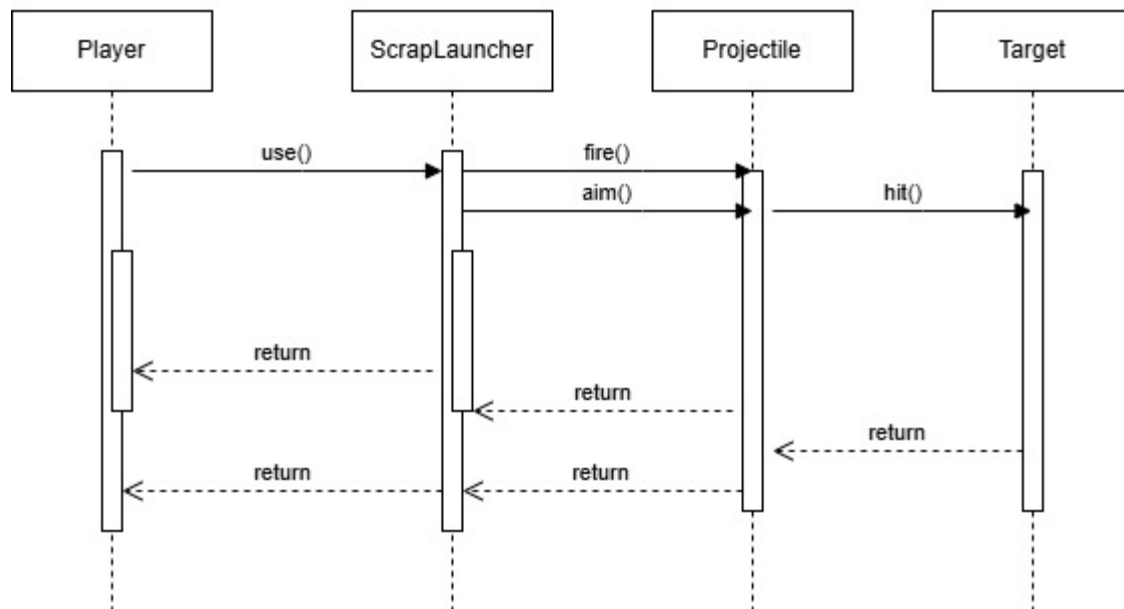 Player
ScrapLauncher
Projectile
Target
use()
fire()
aim()
hit()
return
return
return
return
return